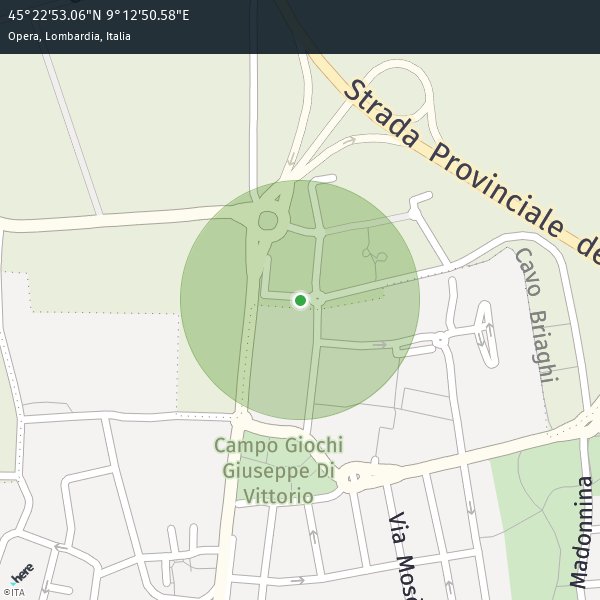 45°22'53.06"N 9°12'50.58"E
Opera, Lombardia, Italia
Strada Provinciale de
Cavo Briaghi
Campo Giochi
Giuseppe Di
Vittorio
Via Mosè
Madonnina
here
©ITA